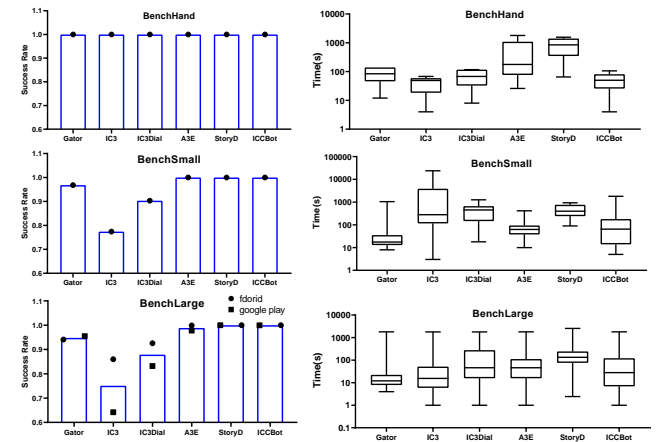 BenchHand
Success Rate
1.1
1.0
0.9
0.8
0.7
0.6
Gator IC3 IC3Dial A3E StoryD ICCBot
BenchHand
Time(s)
10000
1000
100
10
1
Gator IC3 IC3Dial A3E StoryD ICCBot
BenchSmall
Success Rate
1.1
1.0
0.9
0.8
0.7
0.6
Gator IC3 IC3Dial A3E StoryD ICCBot
BenchSmall
Time(s)
100000
10000
1000
100
10
1
Gator IC3 IC3Dial A3E StoryD ICCBot
BenchLarge
fdorid
google play
Success Rate
1.1
1.0
0.9
0.8
0.7
0.6
Gator IC3 IC3Dial A3E StoryD ICCBot
BenchLarge
Time(s)
10000
1000
100
10
1
0.1
Gator IC3 IC3Dial A3E StoryD ICCBot